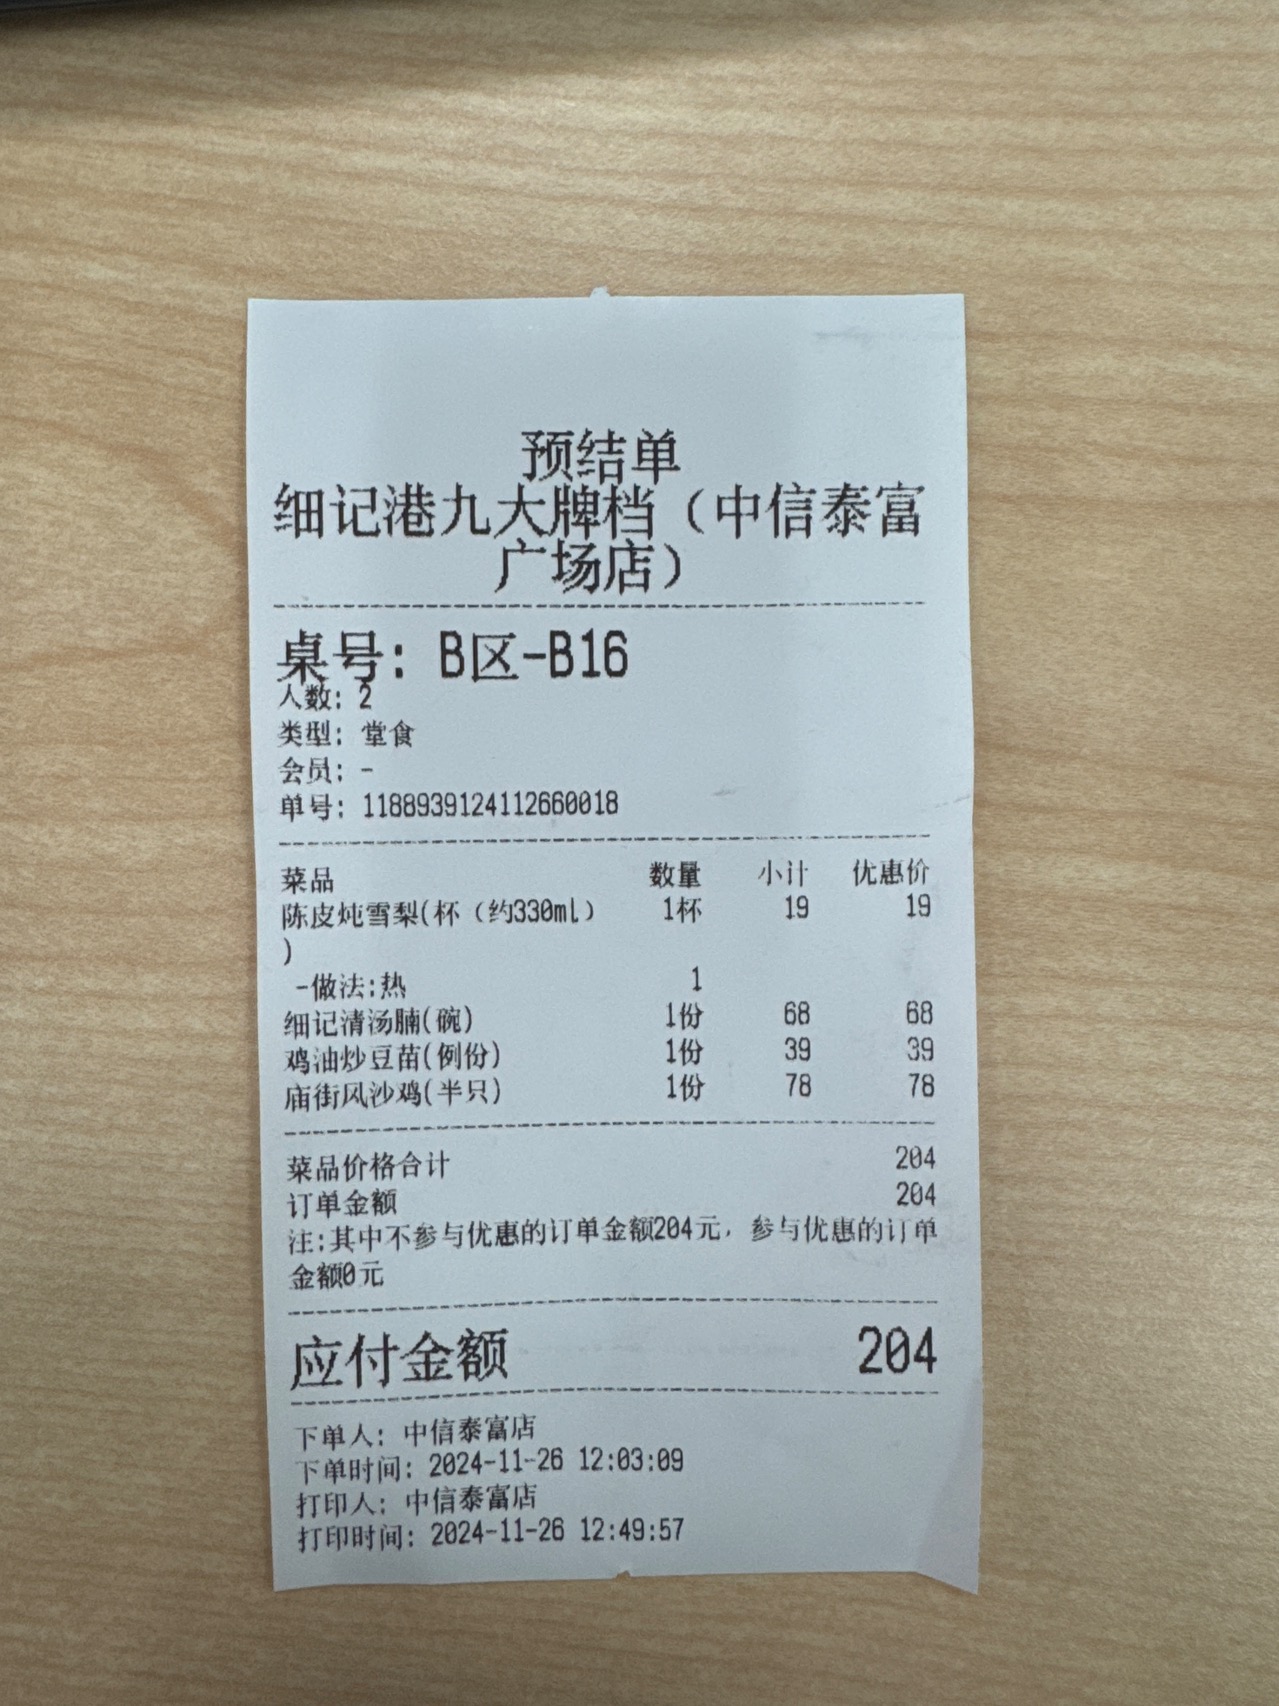 预结单
细记港九大牌档（中信泰富
广场店）
桌号: B区-B16
人数: 2
类型: 堂食
会员: -
单号: 1188939124112660018
菜品 数量 小计 优惠价
陈皮炖雪梨(杯（约330ml） 1杯 19 19
)
-做法:热 1
细记清汤腩(碗) 1份 68 68
鸡油炒豆苗(例份) 1份 39 39
庙街风沙鸡(半只) 1份 78 78
菜品价格合计 204
订单金额 204
注:其中不参与优惠的订单金额204元，参与优惠的订单
金额0元
应付金额 204
下单人: 中信泰富店
下单时间: 2024-11-26 12:03:09
打印人: 中信泰富店
打印时间: 2024-11-26 12:49:57